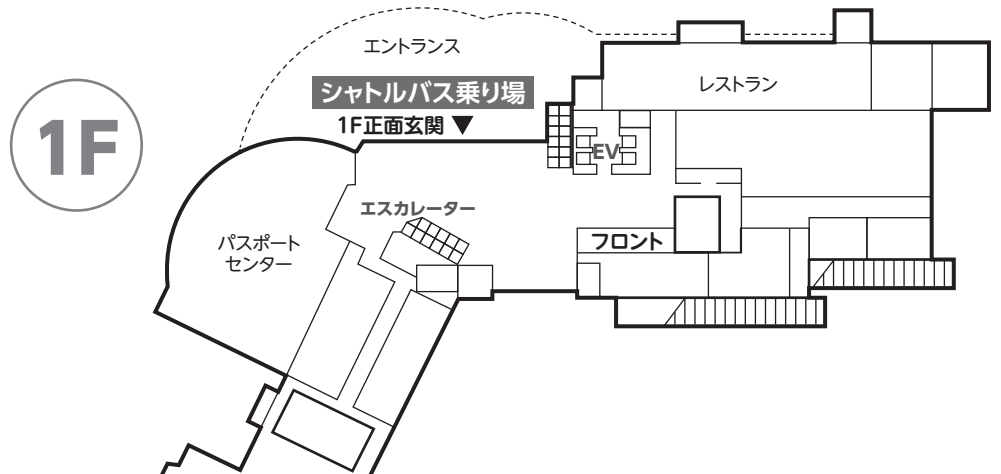 エントランス
シャトルバス乗り場
1F正面玄関 ▼
レストラン
1F
EV
エスカレーター
パスポート
センター
フロント